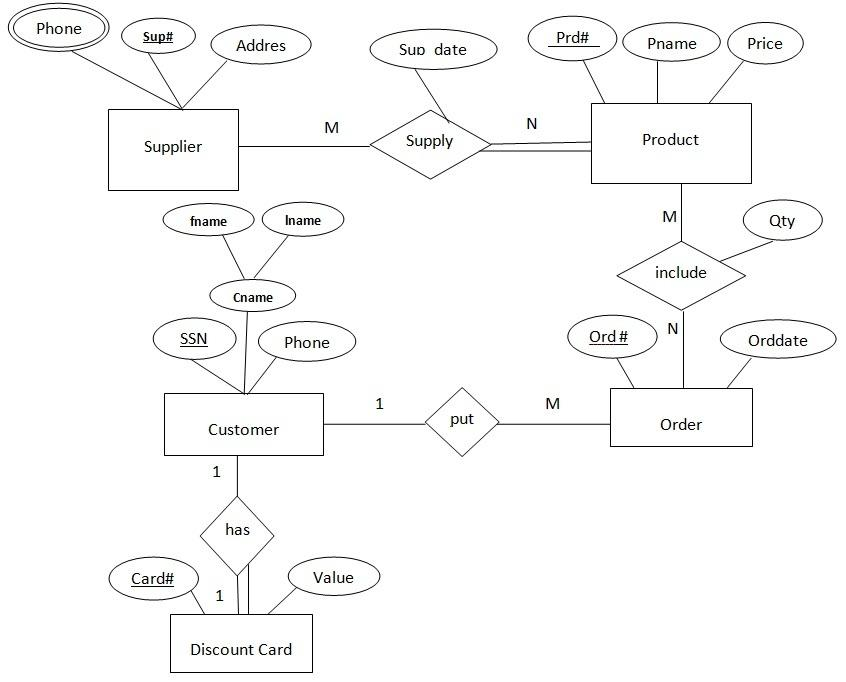 Phone
Sup#
Addres
Sup date
Prd#
Pname
Price
Supplier
M
Supply
N
Product
fname
lname
M
Qty
Cname
include
SSN
Phone
Ord #
N
Orddate
Customer
1
put
M
Order
1
has
Card#
1
Value
Discount Card